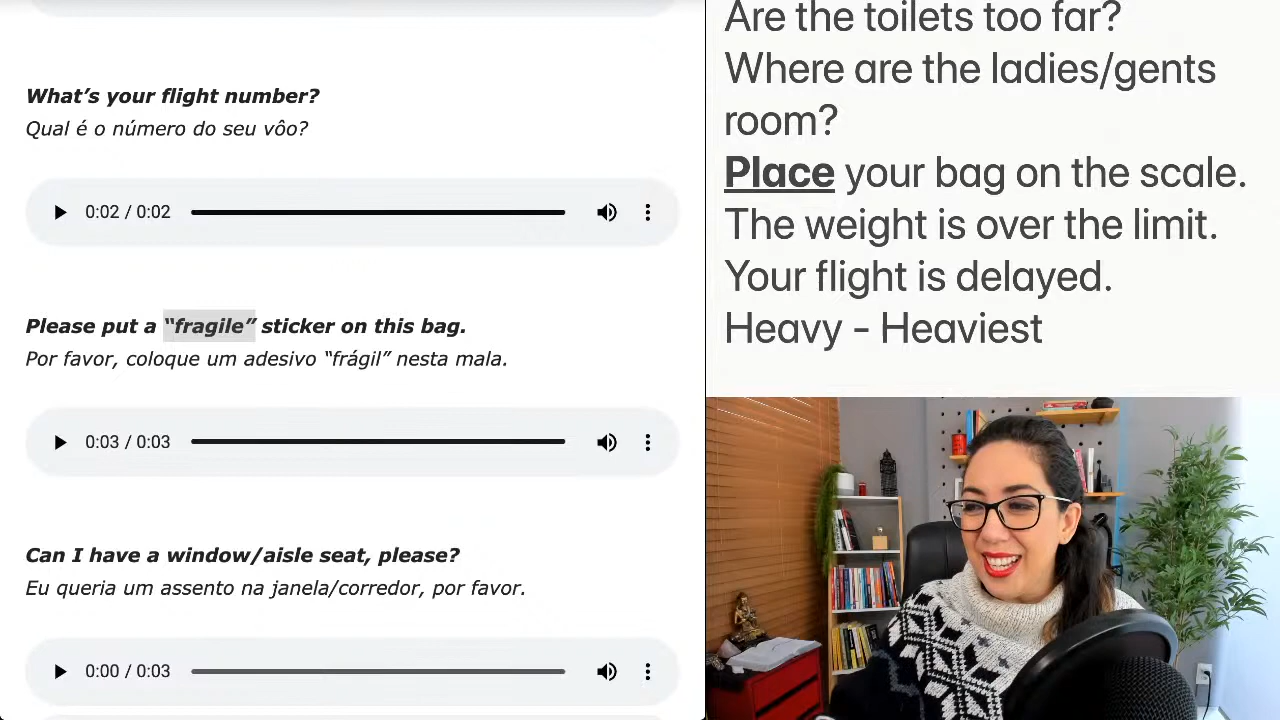 What’s your flight number?
Qual é o número do seu vôo?
0:02 / 0:02
Please put a “fragile” sticker on this bag.
Por favor, coloque um adesivo “frágil” nesta mala.
0:03 / 0:03
Can I have a window/aisle seat, please?
Eu queria um assento na janela/corredor, por favor.
0:00 / 0:03
Are the toilets too far?
Where are the ladies/gents
room?
Place your bag on the scale.
The weight is over the limit.
Your flight is delayed.
Heavy - Heaviest